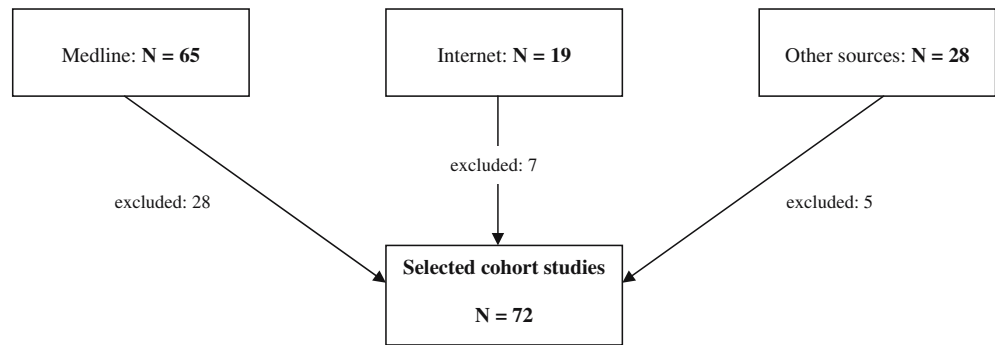 Medline: N = 65
Internet: N = 19
Other sources: N = 28
excluded: 7
excluded: 28
excluded: 5
Selected cohort studies
N = 72